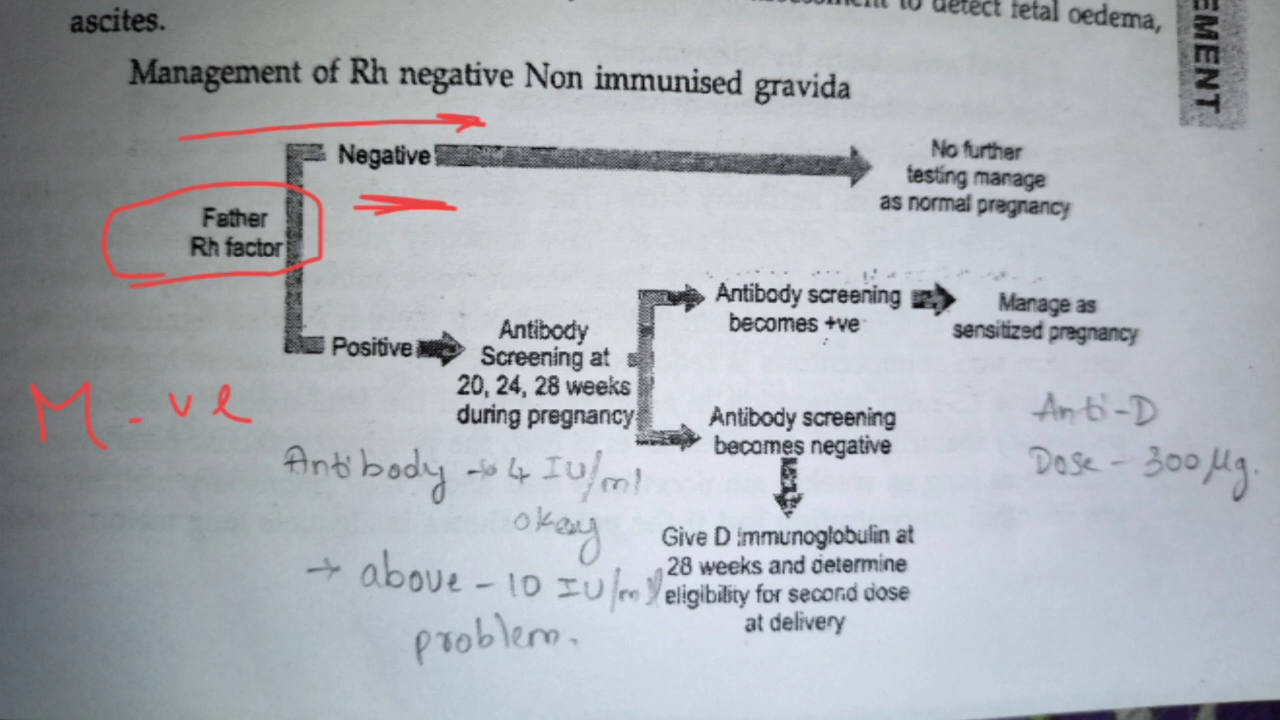 to detect fetal oedema,
ascites.
EMENT
Management of Rh negative Non immunised gravida
Negative
No further
testing manage
as normal pregnancy
Father
Rh factor
Positive
Antibody
Screening at
20, 24, 28 weeks
during pregnancy
Antibody screening
becomes +ve
Manage as
sensitized pregnancy
Antibody screening
becomes negative
Give D immunoglobulin at
28 weeks and determine
eligibility for second dose
at delivery
M -ve
Antibody → 4 IU/ml
okay
→ above - 10 IU/ml
problem.
Anti-D
Dose - 300 µg.